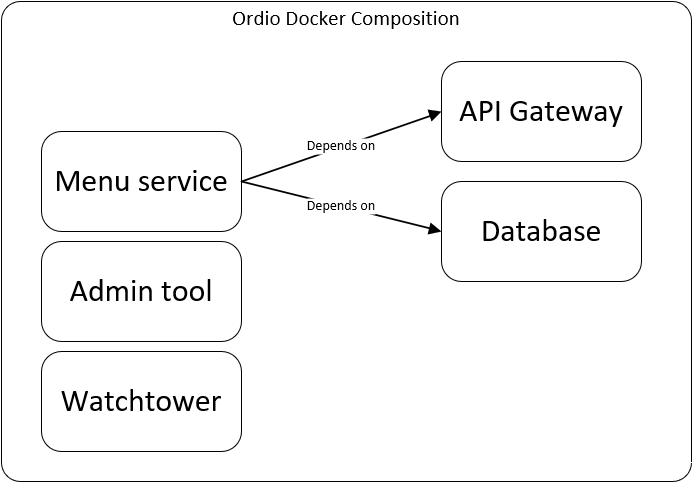 Ordio Docker Composition
API Gateway
Depends on
Menu service
Depends on
Database
Admin tool
Watchtower